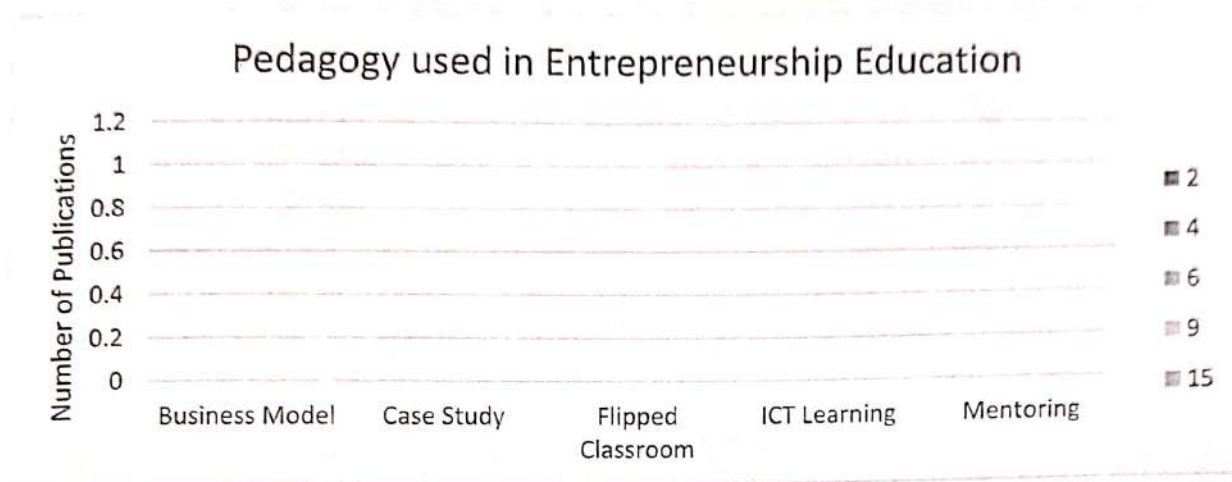 Pedagogy used in Entrepreneurship Education
Number of Publications
1.2
1
0.8
0.6
0.4
0.2
0
Business Model
Case Study
Flipped
Classroom
ICT Learning
Mentoring
2
4
6
9
15